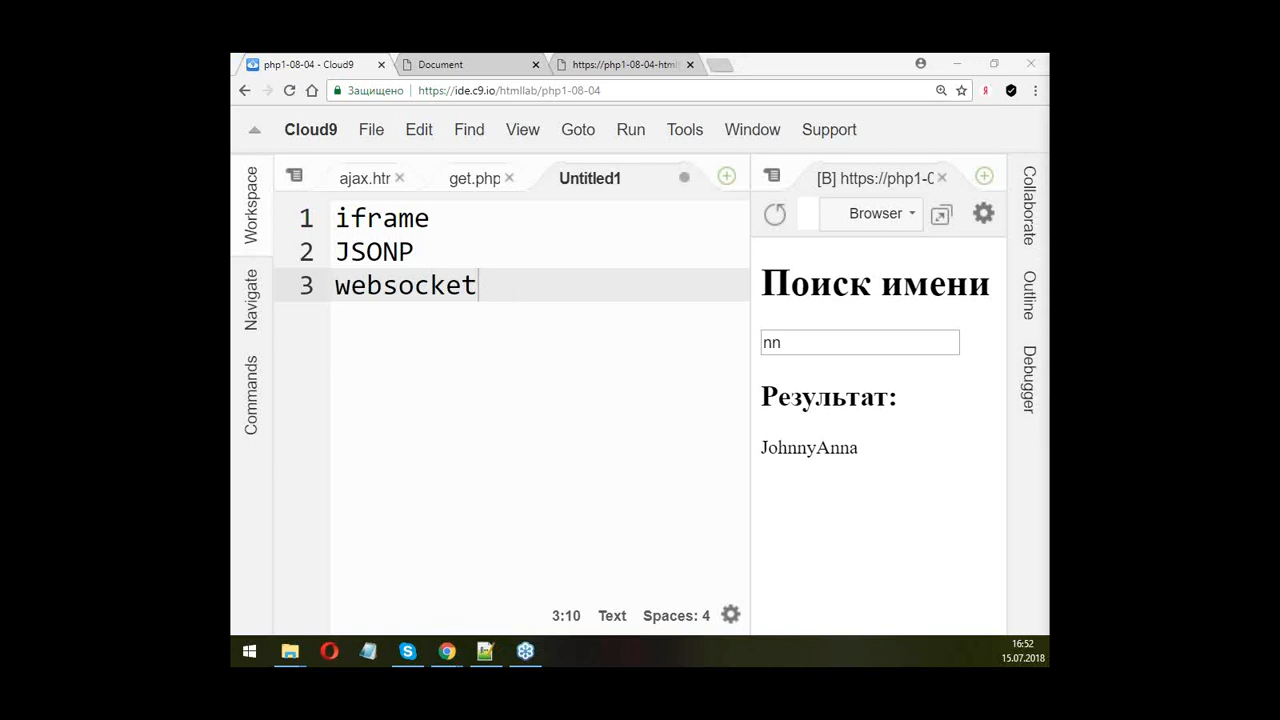 php1-08-04 - Cloud9
Document
https://php1-08-04-html
Защищено
https://ide.c9.io/htmllab/php1-08-04
Cloud9 File Edit Find View Goto Run Tools Window Support
Workspace
Navigate
Commands
ajax.htr
get.php
Untitled1
1 iframe
2 JSONP
3 websocket
3:10 Text Spaces: 4
[B] https://php1-0
Browser
Поиск имени
nn
Результат:
JohnnyAnna
Collaborate
Outline
Debugger
16:52
15.07.2018